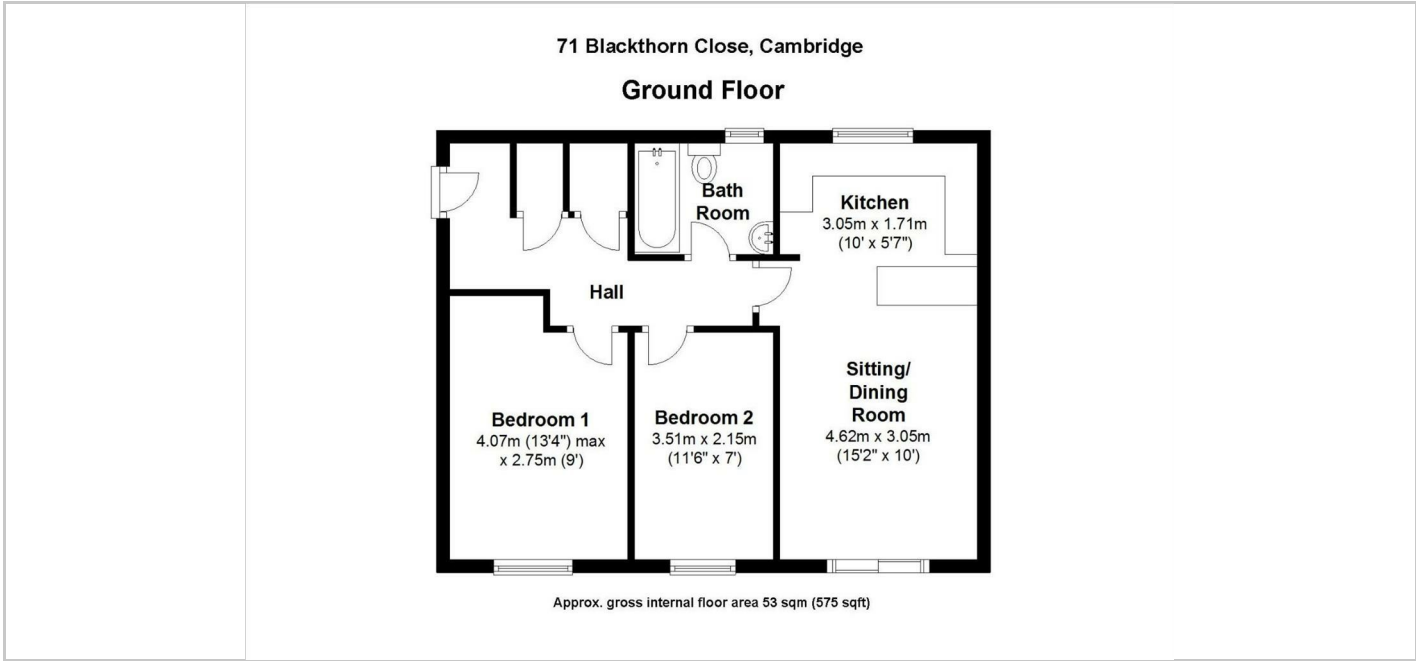 71 Blackthorn Close, Cambridge
Ground Floor
Bath
Room
Kitchen
3.05m x 1.71m
(10' x 5'7")
Hall
Sitting/
Dining
Room
4.62m x 3.05m
(15'2" x 10')
Bedroom 1
4.07m (13'4") max
x 2.75m (9')
Bedroom 2
3.51m x 2.15m
(11'6" x 7')
Approx. gross internal floor area 53 sqm (575 sqft)